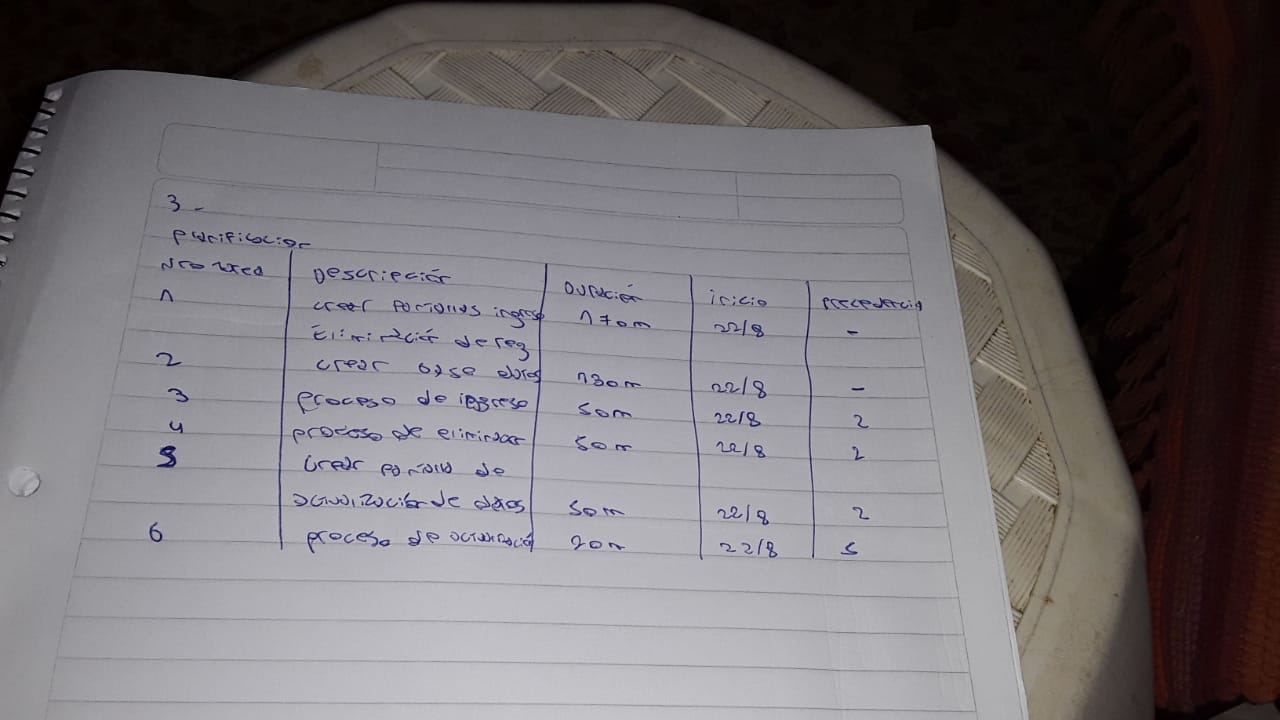 3-
planificacion
Nro tarea Descripción Duración inicio precedencia
1 crear pantallas ingreso 170m 22/8 -
Eliminación de reg
2 crear base datos 130m 22/8 -
3 proceso de ingreso 50m 22/8 2
4 proceso de eliminar 50m 22/8 2
5 crear pantalla de
actualización de datos 50m 22/8 2
6 proceso de actualizació 20m 22/8 5